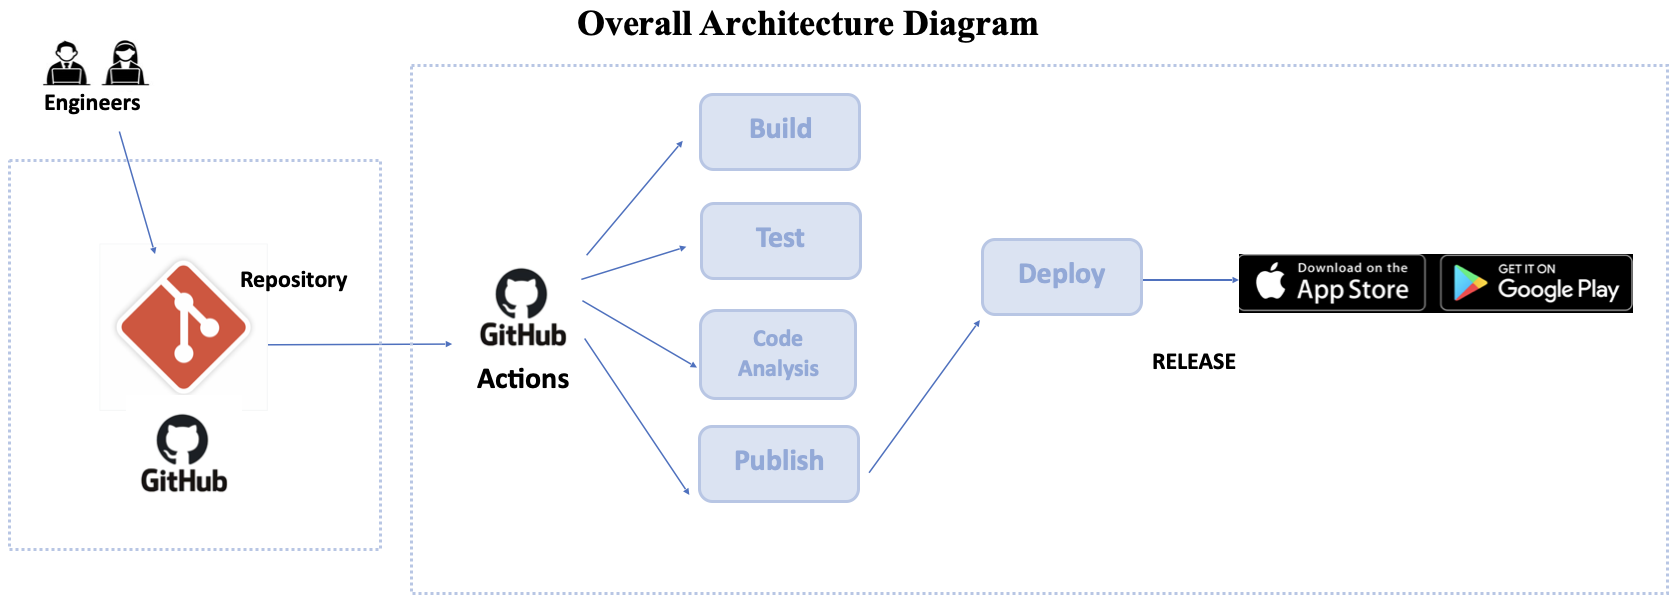 Overall Architecture Diagram
Engineers
Repository
GitHub
GitHub
Actions
Build
Test
Code
Analysis
Publish
Deploy
Download on the
App Store
GET IT ON
Google Play
RELEASE